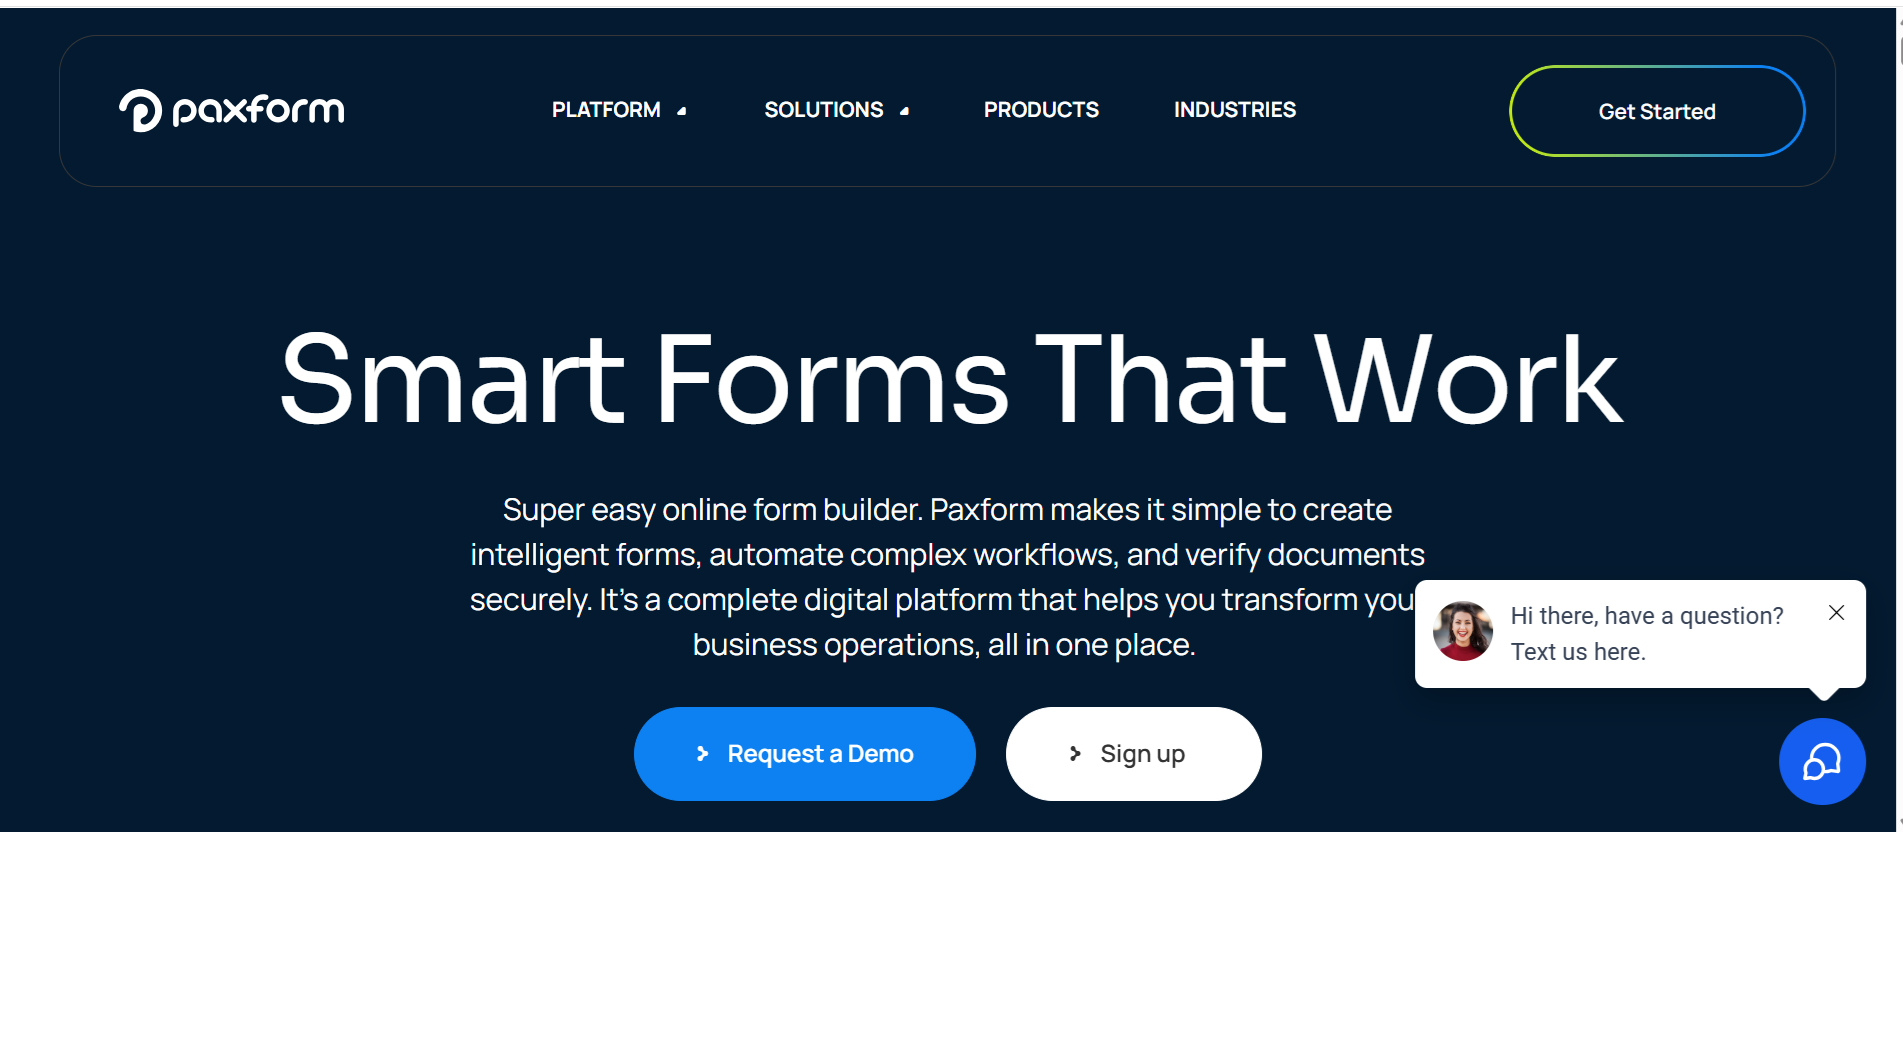 paxform
PLATFORM
SOLUTIONS
PRODUCTS
INDUSTRIES
Get Started
Smart Forms That Work
Super easy online form builder. Paxform makes it simple to create
intelligent forms, automate complex workflows, and verify documents
securely. It’s a complete digital platform that helps you transform you
business operations, all in one place.
Hi there, have a question?
Text us here.
Request a Demo
Sign up